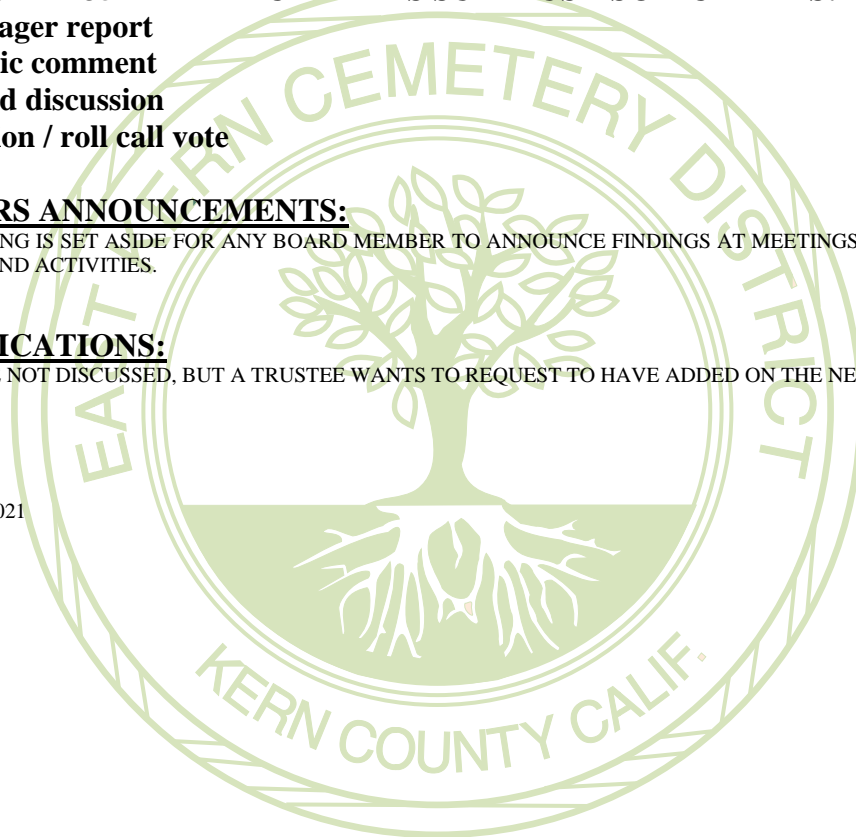 ager report
ic comment
d discussion
ion / roll call vote
RS ANNOUNCEMENTS:
NG IS SET ASIDE FOR ANY BOARD MEMBER TO ANNOUNCE FINDINGS AT MEETINGS
ND ACTIVITIES.
ICATIONS:
NOT DISCUSSED, BUT A TRUSTEE WANTS TO REQUEST TO HAVE ADDED ON THE NE
021
EAST KERN CEMETERY DISTRICT
KERN COUNTY CALIF.